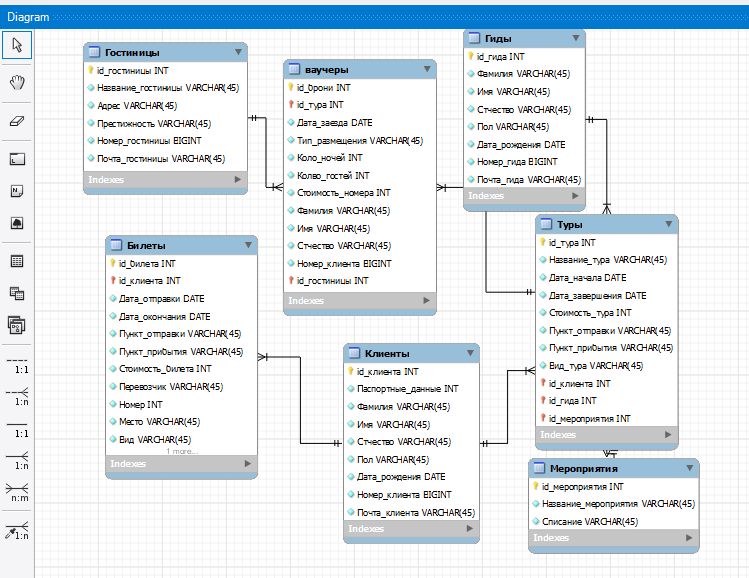 Diagram
Гостиницы
id_гостиницы INT
Название_гостиницы VARCHAR(45)
Адрес VARCHAR(45)
Престижность VARCHAR(45)
Номер_гостиницы BIGINT
Почта_гостиницы VARCHAR(45)
Indexes
ваучеры
id_брони INT
id_тура INT
Дата_заезда DATE
Тип_размещения VARCHAR(45)
Коло_ночей INT
Колво_гостей INT
Стоимость_номера INT
Фамилия VARCHAR(45)
Имя VARCHAR(45)
Стчество VARCHAR(45)
Номер_клиента BIGINT
id_гостиницы INT
Indexes
Гиды
id_гида INT
Фамилия VARCHAR(45)
Имя VARCHAR(45)
Стчество VARCHAR(45)
Пол VARCHAR(45)
Дата_рождения DATE
Номер_гида BIGINT
Почта_гида VARCHAR(45)
Indexes
Туры
id_тура INT
Название_тура VARCHAR(45)
Дата_начала DATE
Дата_завершения DATE
Стоимость_тура INT
Пункт_отправки VARCHAR(45)
Пункт_прибытия VARCHAR(45)
Вид_тура VARCHAR(45)
id_клиента INT
id_гида INT
id_мероприятия INT
Indexes
Билеты
id_билета INT
id_клиента INT
Дата_отправки DATE
Дата_окончания DATE
Пункт_отправки VARCHAR(45)
Пункт_прибытия VARCHAR(45)
Стоимость_билета INT
Перевозчик VARCHAR(45)
Номер INT
Место VARCHAR(45)
Вид VARCHAR(45)
1 more...
Indexes
Клиенты
id_клиента INT
Паспортные_данные INT
Фамилия VARCHAR(45)
Имя VARCHAR(45)
Стчество VARCHAR(45)
Пол VARCHAR(45)
Дата_рождения DATE
Номер_клиента BIGINT
Почта_клиента VARCHAR(45)
Indexes
Мероприятия
id_мероприятия INT
Название_мероприятия VARCHAR(45)
Списание VARCHAR(45)
Indexes
1:1
1:n
1:1
1:n
n:m
1:n